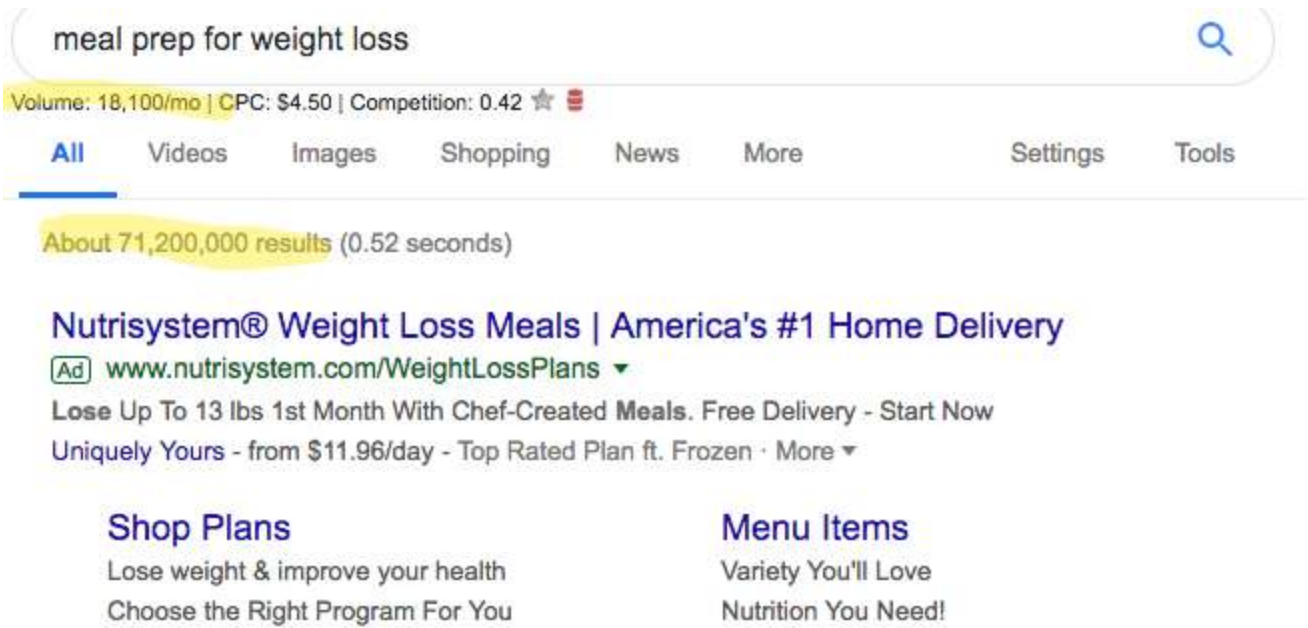 meal prep for weight loss
Volume: 18,100/mo | CPC: $4.50 | Competition: 0.42
All Videos Images Shopping News More Settings Tools
About 71,200,000 results (0.52 seconds)
Nutrisystem® Weight Loss Meals | America's #1 Home Delivery
Ad www.nutrisystem.com/WeightLossPlans
Lose Up To 13 lbs 1st Month With Chef-Created Meals. Free Delivery - Start Now
Uniquely Yours - from $11.96/day - Top Rated Plan ft. Frozen · More
Shop Plans Menu Items
Lose weight & improve your health Variety You'll Love
Choose the Right Program For You Nutrition You Need!